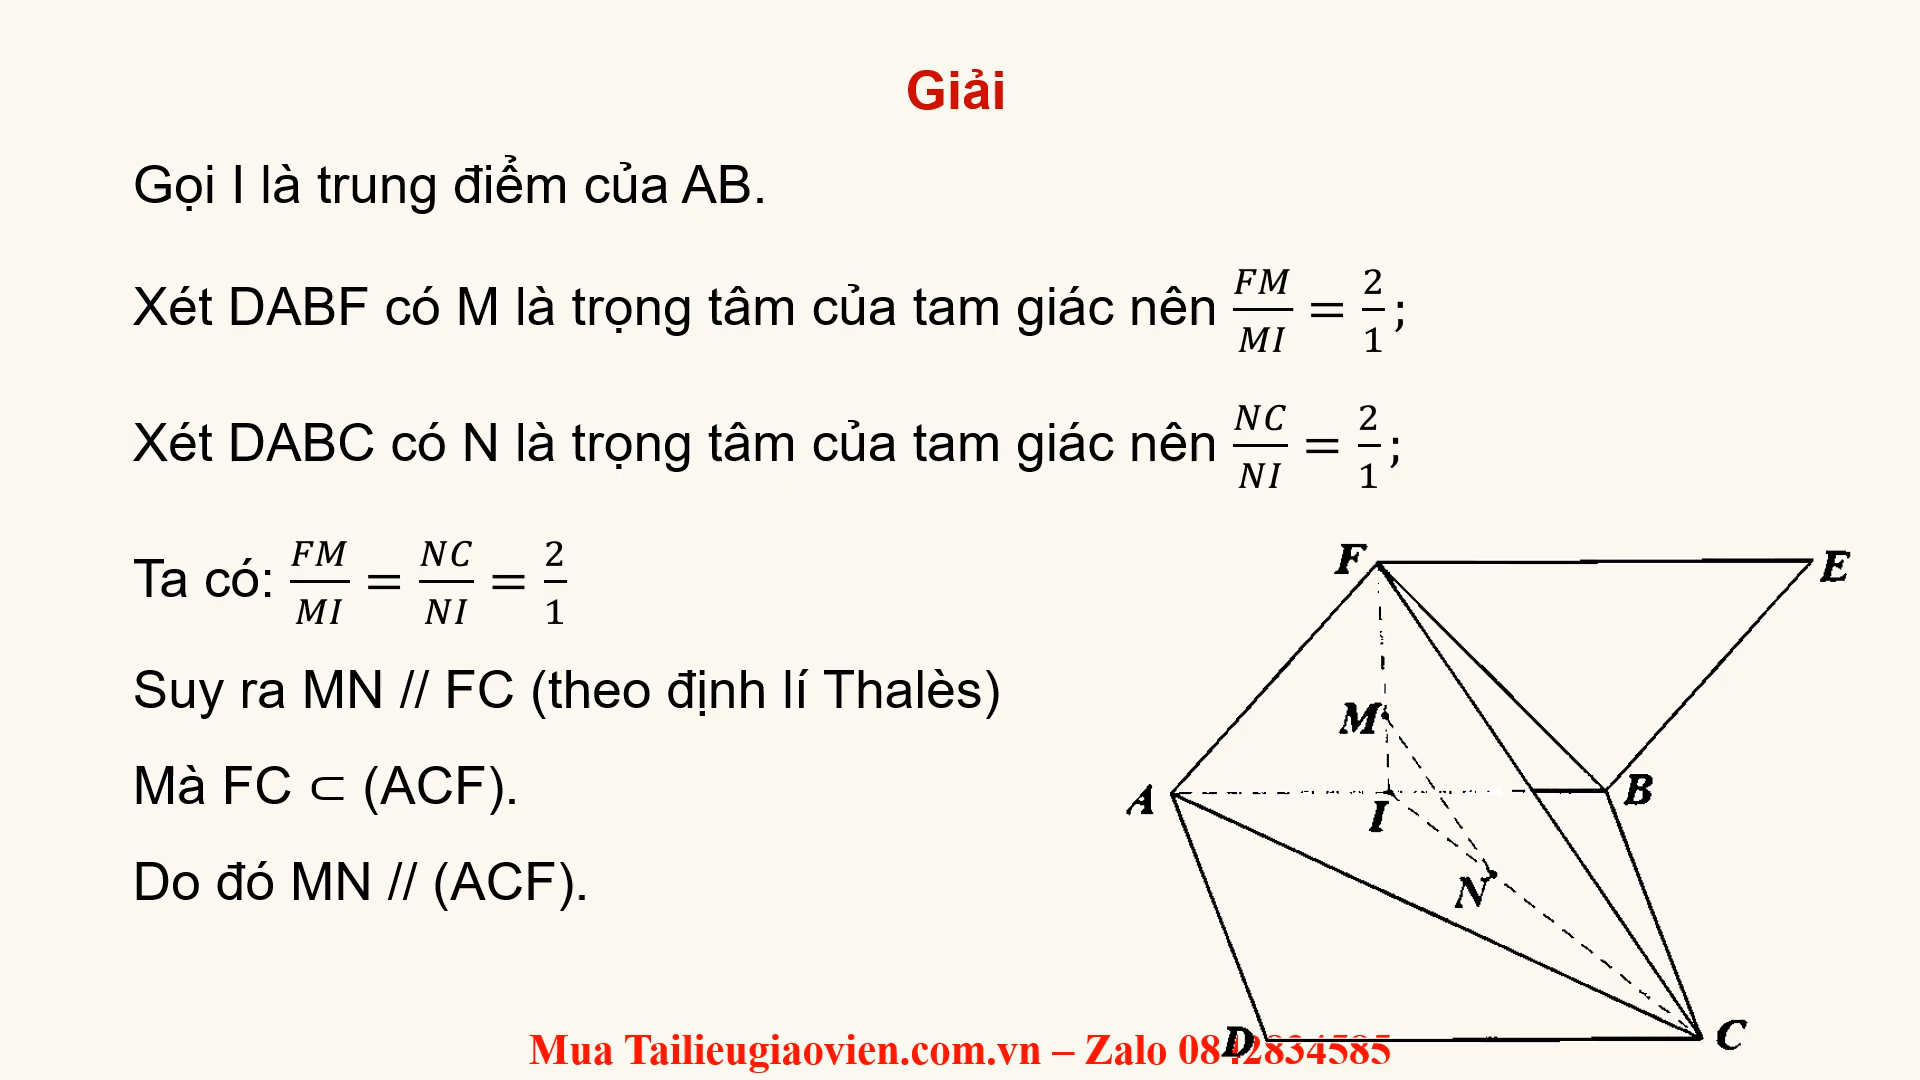 Giải
Gọi I là trung điểm của AB.
Xét DABF có M là trọng tâm của tam giác nên FM/MI = 2/1;
Xét DABC có N là trọng tâm của tam giác nên NC/NI = 2/1;
Ta có: FM/MI = NC/NI = 2/1
Suy ra MN // FC (theo định lí Thalès)
Mà FC ⊂ (ACF).
Do đó MN // (ACF).
F
E
M
A
B
I
N
D
C
Mua Tailieugiaovien.com.vn – Zalo 0842834585